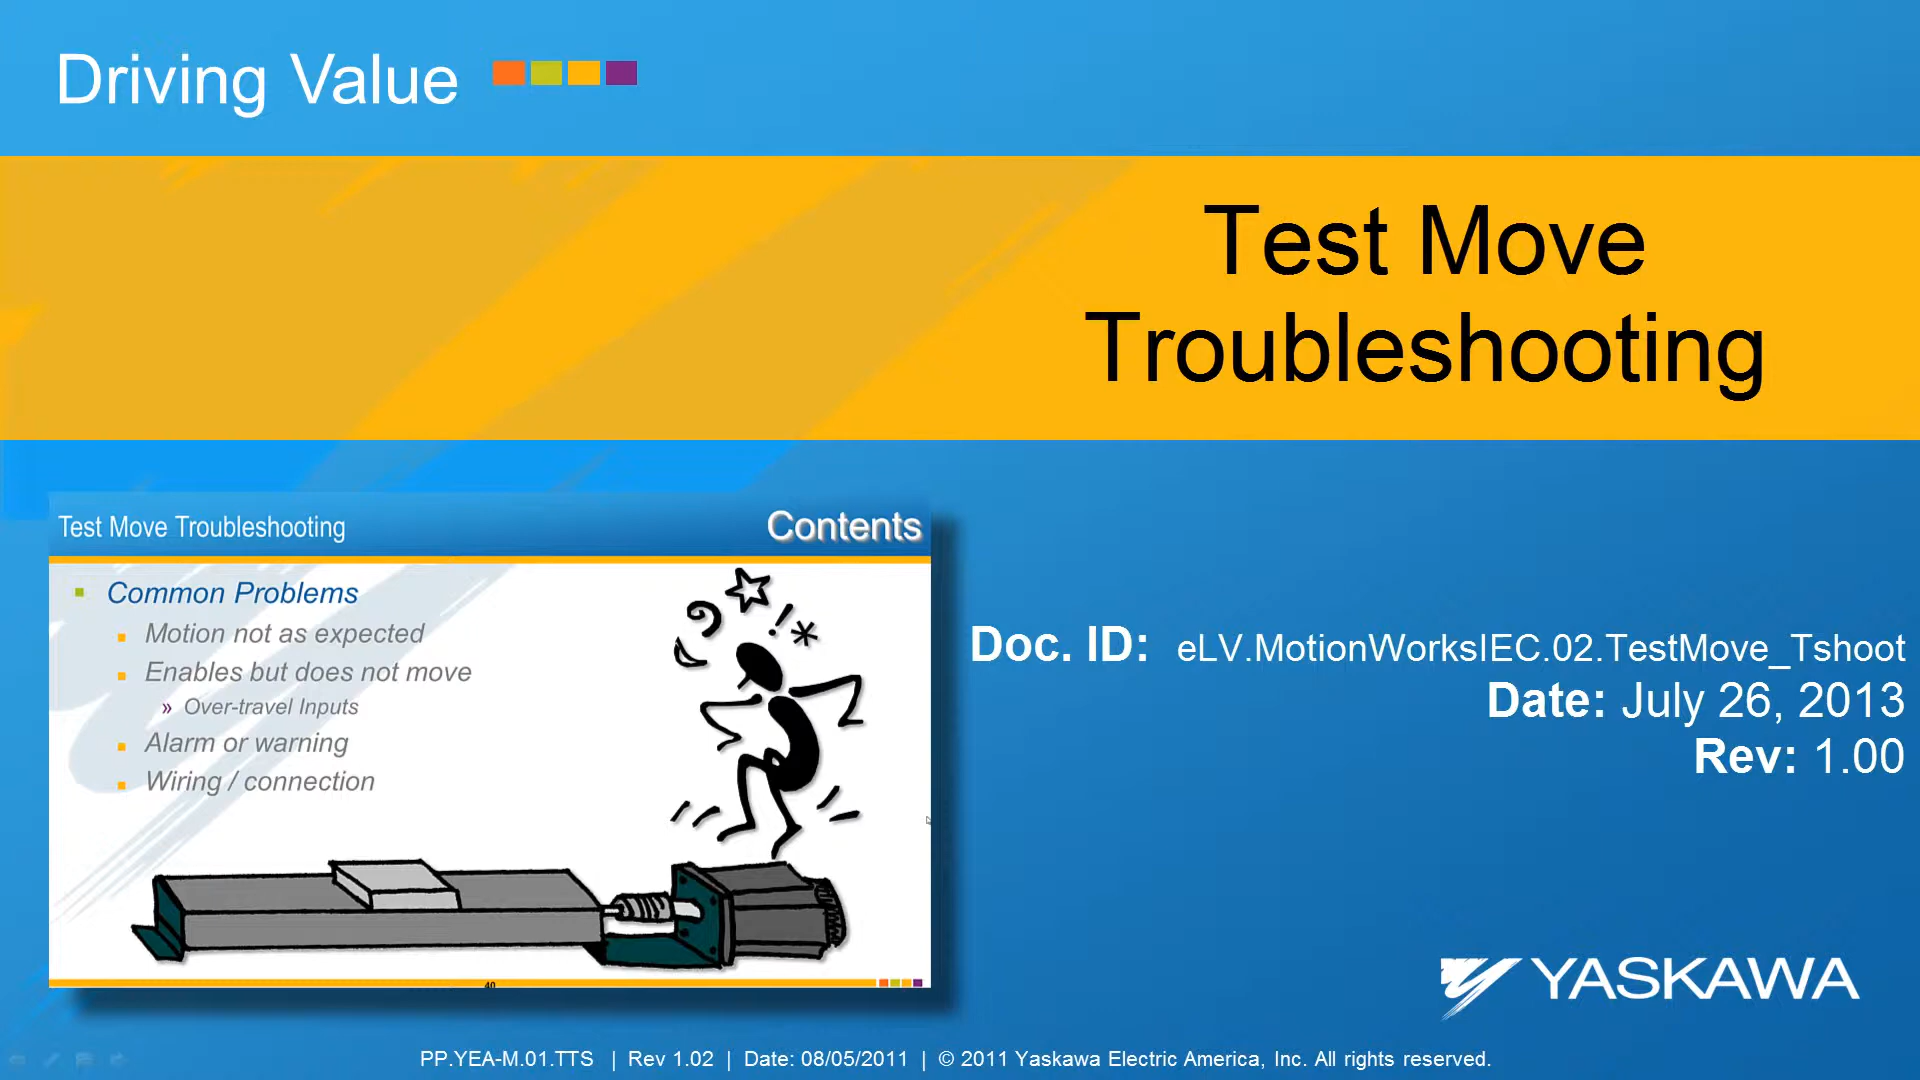 Driving Value
Test Move
Troubleshooting
Test Move Troubleshooting
Contents
Common Problems
Motion not as expected
Enables but does not move
» Over-travel Inputs
Alarm or warning
Wiring / connection
40
Doc. ID: eLV.MotionWorksIEC.02.TestMove_Tshoot
Date: July 26, 2013
Rev: 1.00
YASKAWA
PP.YEA-M.01.TTS | Rev 1.02 | Date: 08/05/2011 | © 2011 Yaskawa Electric America, Inc. All rights reserved.